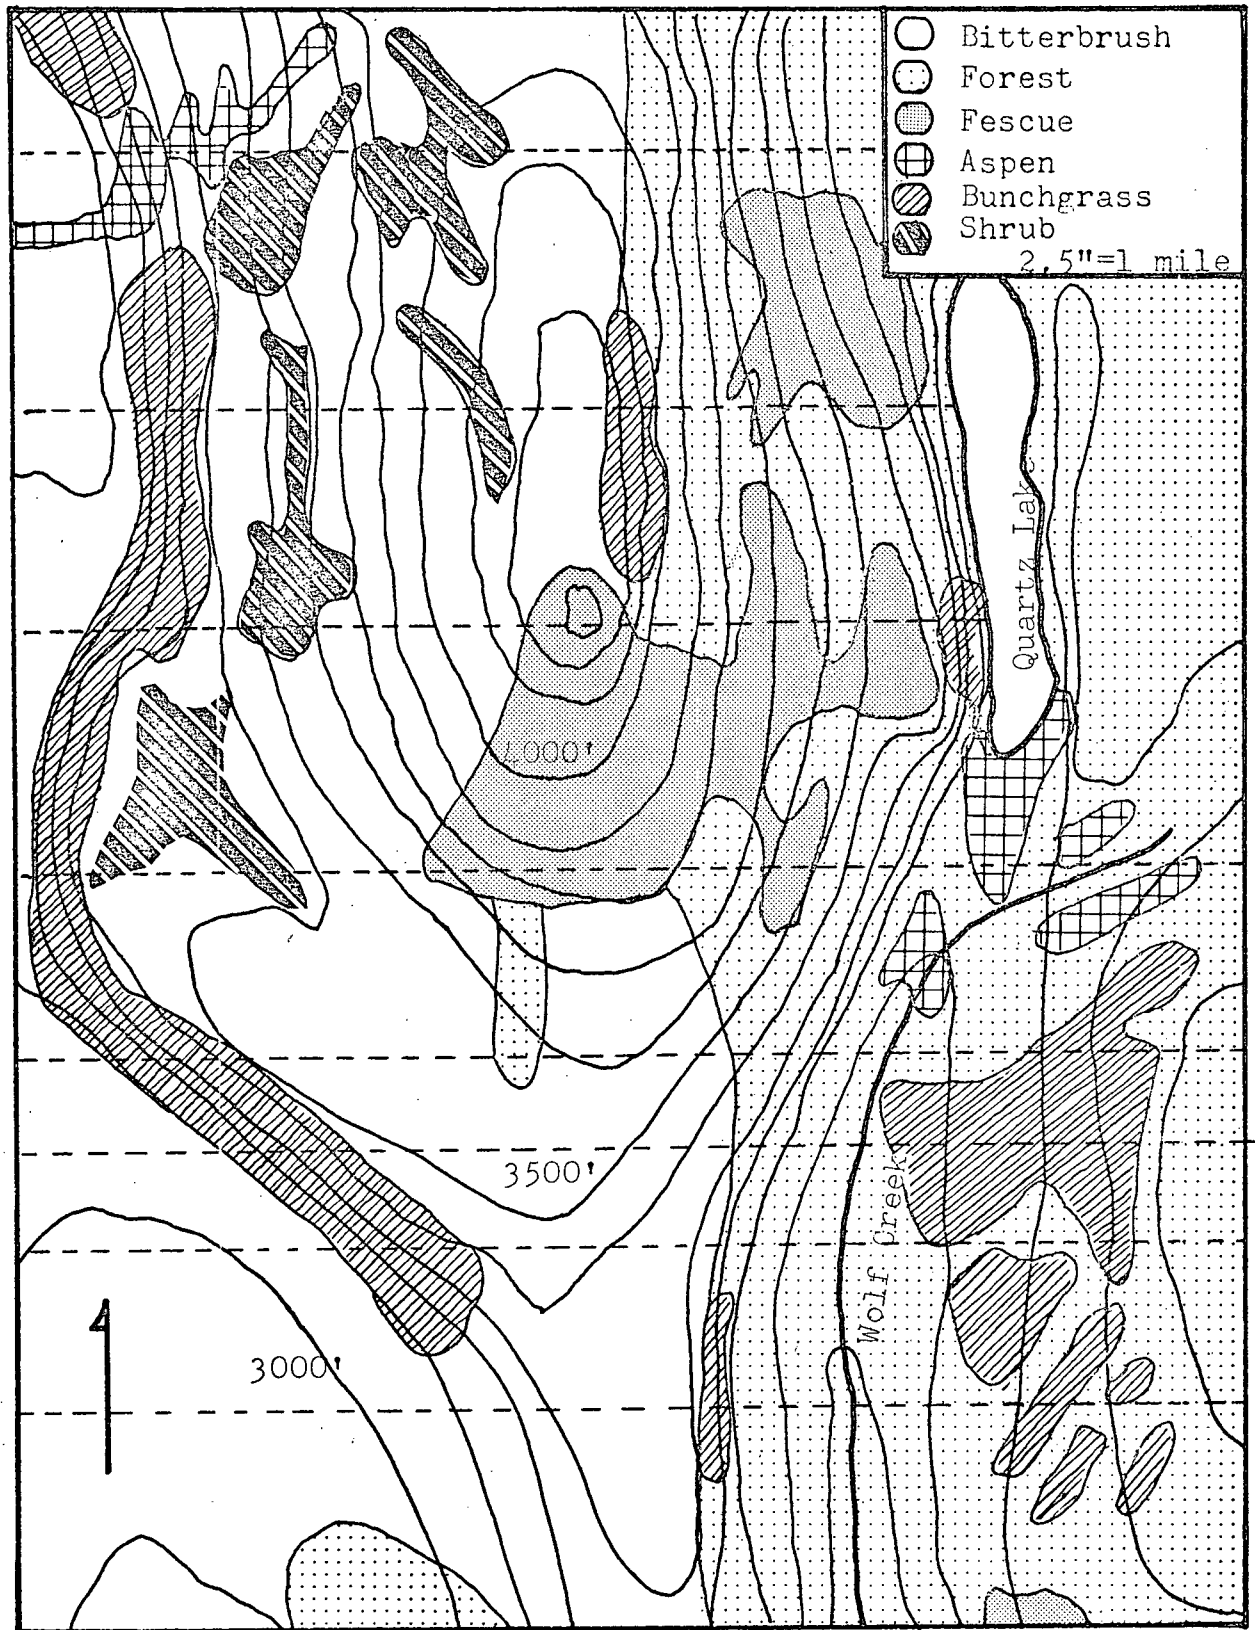 Bitterbrush
Forest
Fescue
Aspen
Bunchgrass
Shrub
2.5"=1 mile
Quartz Lake
000'
3500'
Wolf Creek
3000'